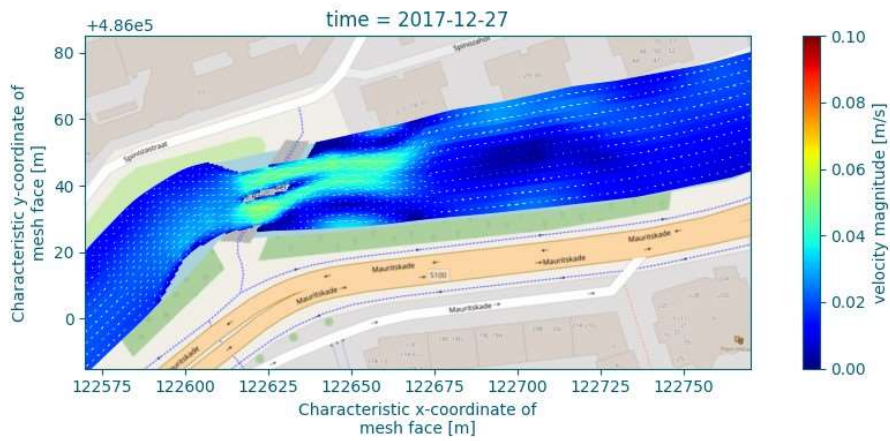 time = 2017-12-27
+4.86e5
80
60
40
20
0
Characteristic y-coordinate of
mesh face [m]
Spinozastraat
Mauritskade
Mauritskade
Mauritskade
Mauritskade
S100
Mauritskade
Mauritskade
Mauritskade
122575 122600 122625 122650 122675 122700 122725 122750
Characteristic x-coordinate of
mesh face [m]
0.10
0.08
0.06
0.04
0.02
0.00
velocity magnitude [m/s]